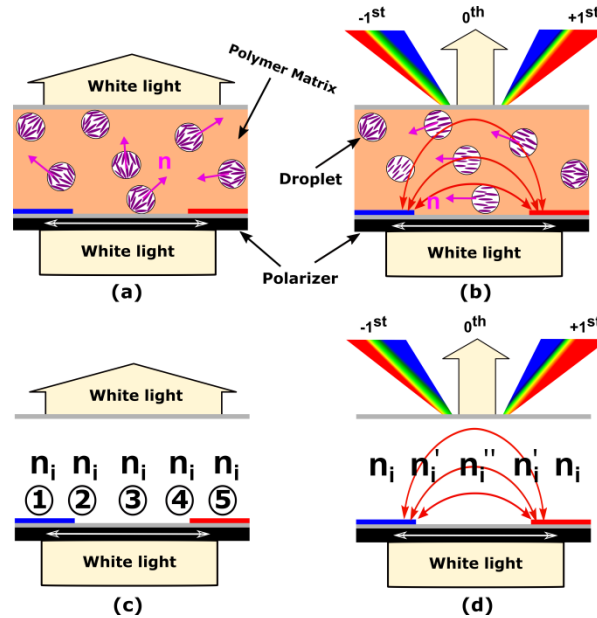 -1st 0th +1st
White light
Polymer Matrix
n
White light
(a)
Droplet
Polarizer
n
White light
(b)
White light
ni ni ni ni ni
1 2 3 4 5
White light
(c)
-1st 0th +1st
ni ni' ni'' ni' ni
White light
(d)